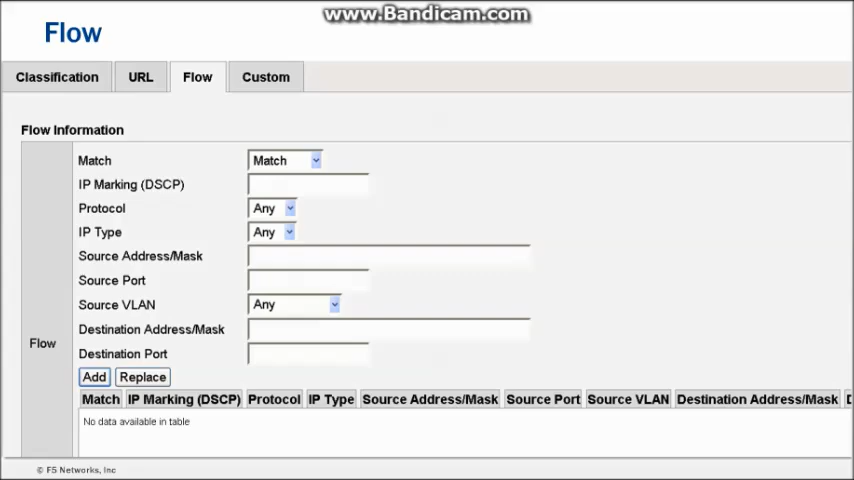 www.Bandicam.com
Flow
Classification URL Flow Custom
Flow Information
Match Match
IP Marking (DSCP)
Protocol Any
IP Type Any
Source Address/Mask
Source Port
Source VLAN Any
Destination Address/Mask
Flow
Destination Port
Add Replace
Match IP Marking (DSCP) Protocol IP Type Source Address/Mask Source Port Source VLAN Destination Address/Mask
No data available in table
© F5 Networks, Inc